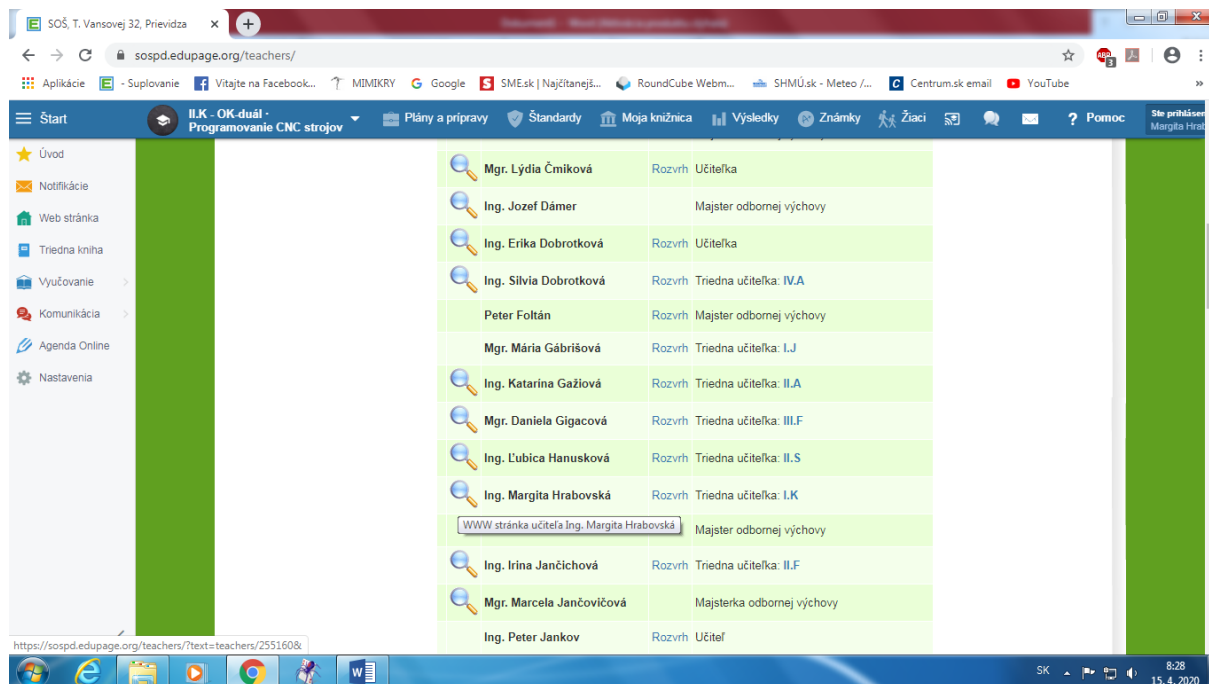 SOŠ, T. Vansovej 32, Prievidza
sospd.edupage.org/teachers/
Aplikácie - Suplovanie Vitajte na Facebook... MIMIKRY Google SME.sk | Najčítanejš... RoundCube Webm... SHMÚ.sk - Meteo /... Centrum.sk email YouTube »
Štart
II.K - OK-duál ·
Programovanie CNC strojov
Plány a prípravy Štandardy Moja knižnica Výsledky Známky Žiaci ? Pomoc
Ste prihlásen
Margita Hrab
Úvod
Notifikácie
Web stránka
Triedna kniha
Vyučovanie
Komunikácia
Agenda Online
Nastavenia
Mgr. Lýdia Čmiková Rozvrh Učiteľka
Ing. Jozef Dámer Majster odbornej výchovy
Ing. Erika Dobrotková Rozvrh Učiteľka
Ing. Silvia Dobrotková Rozvrh Triedna učiteľka: IV.A
Peter Foltán Rozvrh Majster odbornej výchovy
Mgr. Mária Gábrišová Rozvrh Triedna učiteľka: I.J
Ing. Katarína Gažiová Rozvrh Triedna učiteľka: II.A
Mgr. Daniela Gigacová Rozvrh Triedna učiteľka: III.F
Ing. Ľubica Hanusková Rozvrh Triedna učiteľka: II.S
Ing. Margita Hrabovská Rozvrh Triedna učiteľka: I.K
WWW stránka učiteľa Ing. Margita Hrabovská
Majster odbornej výchovy
Ing. Irina Jančichová Rozvrh Triedna učiteľka: II.F
Mgr. Marcela Jančovičová Majsterka odbornej výchovy
Ing. Peter Jankov Rozvrh Učiteľ
https://sospd.edupage.org/teachers/?text=teachers/255160&
SK
8:28
15. 4. 2020